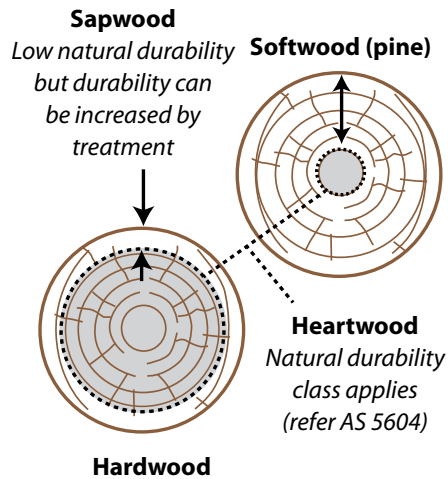 Sapwood
Low natural durability
but durability can
be increased by
treatment
Softwood (pine)
Heartwood
Natural durability
class applies
(refer AS 5604)
Hardwood